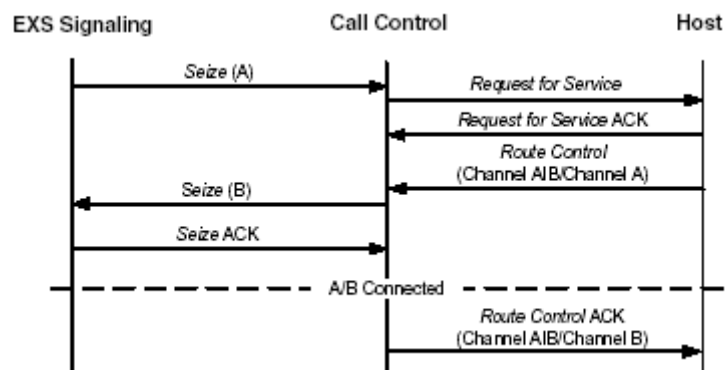 EXS Signaling
Call Control
Host
Seize (A)
Request for Service
Request for Service ACK
Route Control
(Channel AIB/Channel A)
Seize (B)
Seize ACK
A/B Connected
Route Control ACK
(Channel AIB/Channel B)